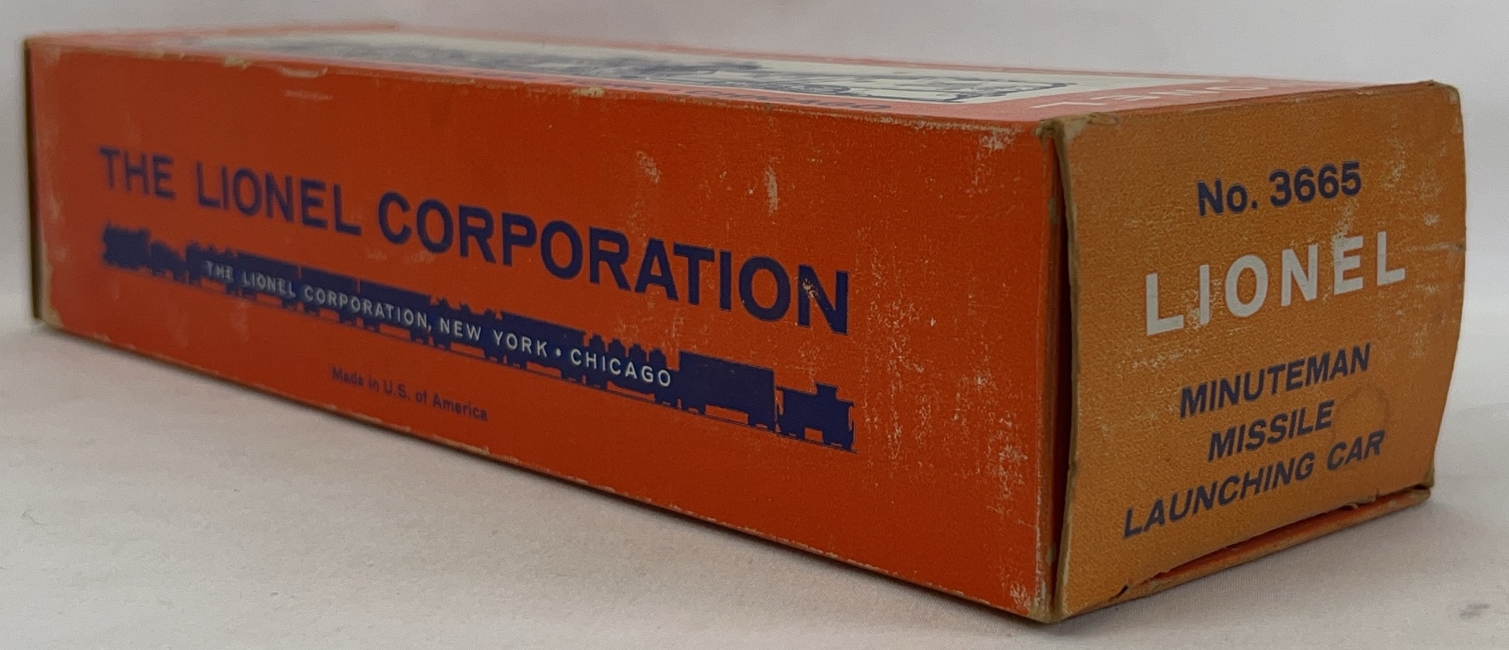 THE LIONEL CORPORATION
THE LIONEL CORPORATION, NEW YORK • CHICAGO
Made in U.S. of America
No. 3665
LIONEL
MINUTEMAN
MISSILE
LAUNCHING CAR